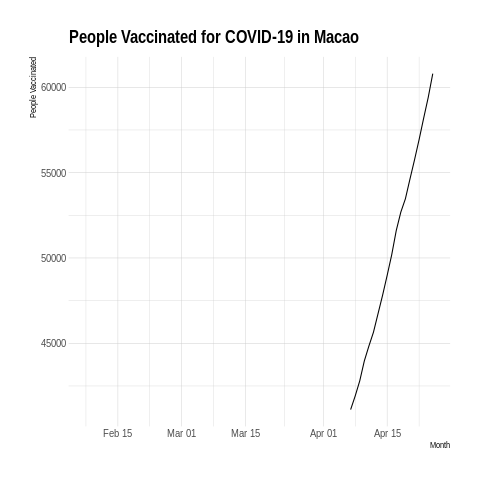 People Vaccinated for COVID-19 in Macao
People Vaccinated
60000
55000
50000
45000
Feb 15
Mar 01
Mar 15
Apr 01
Apr 15
Month